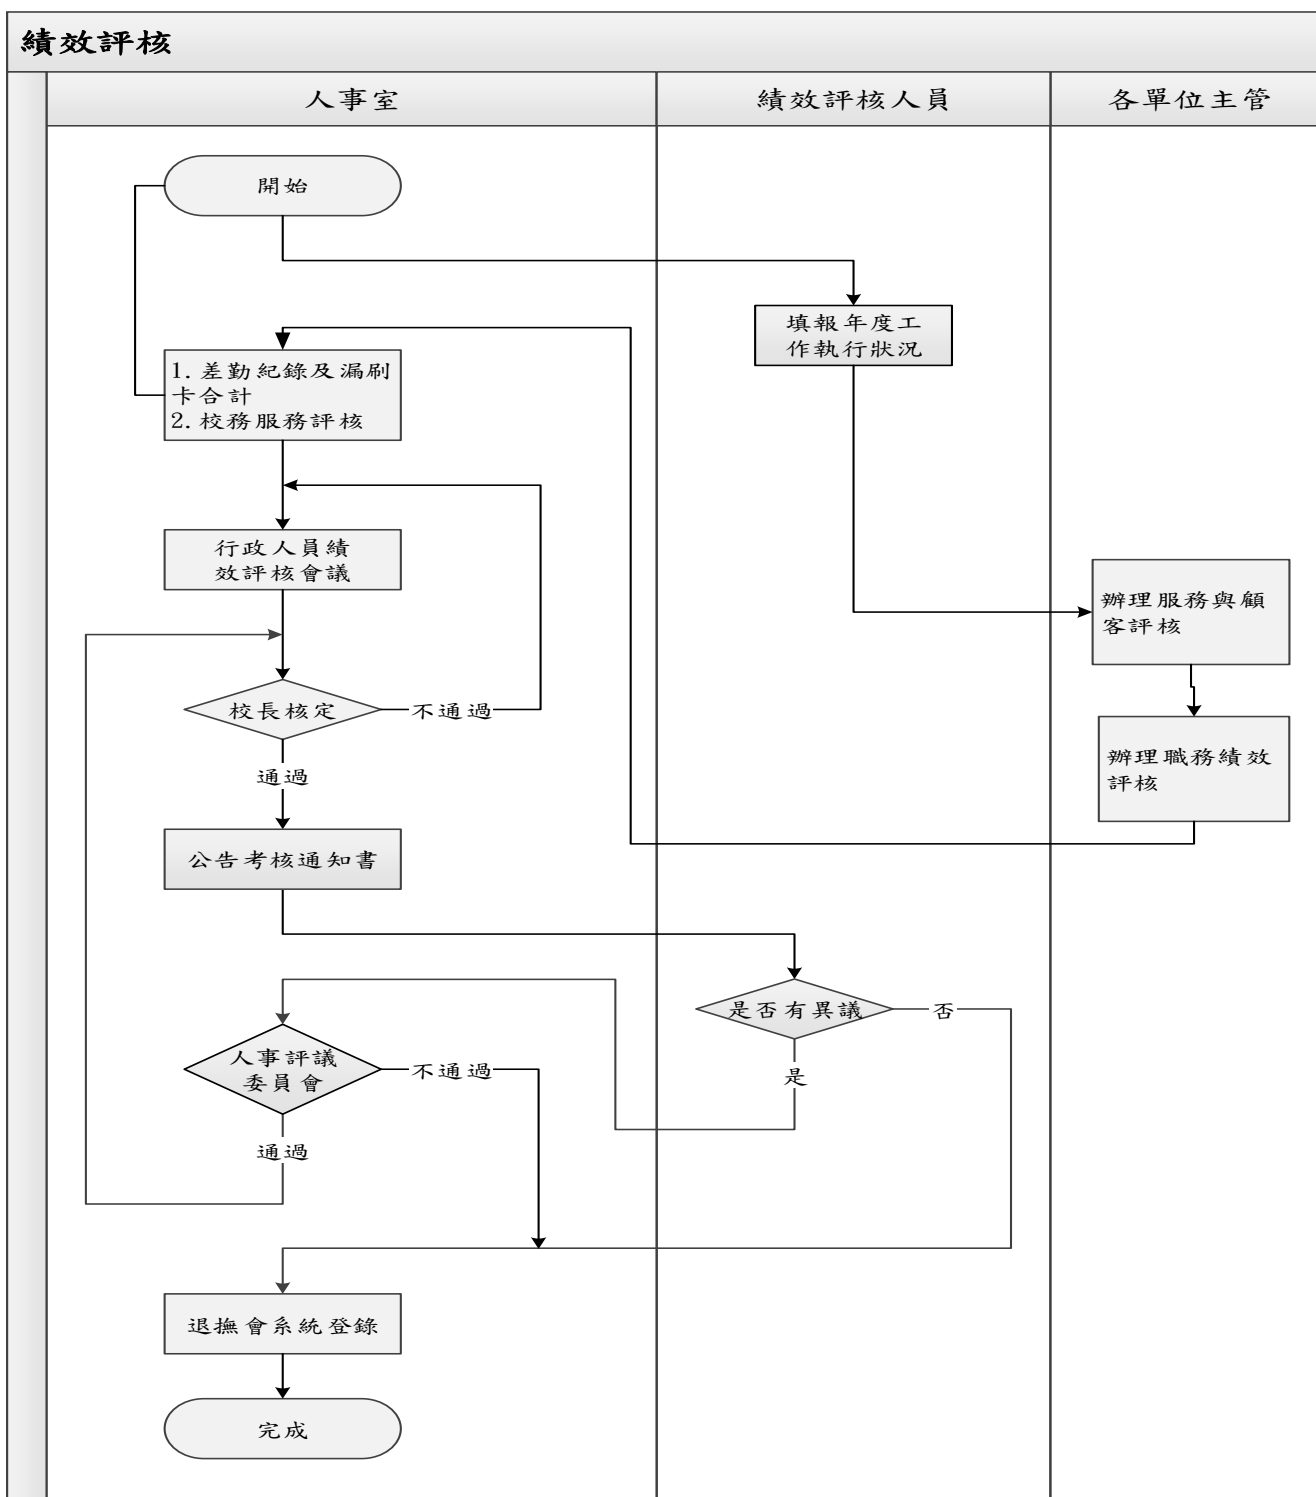 績效評核
人事室
績效評核人員
各單位主管
開始
填報年度工
作執行狀況
1. 差勤紀錄及漏刷
卡合計
2. 校務服務評核
行政人員績
效評核會議
辦理服務與顧
客評核
校長核定
不通過
辦理職務績效
評核
通過
公告考核通知書
是否有異議
否
人事評議
委員會
不通過
是
通過
退撫會系統登錄
完成